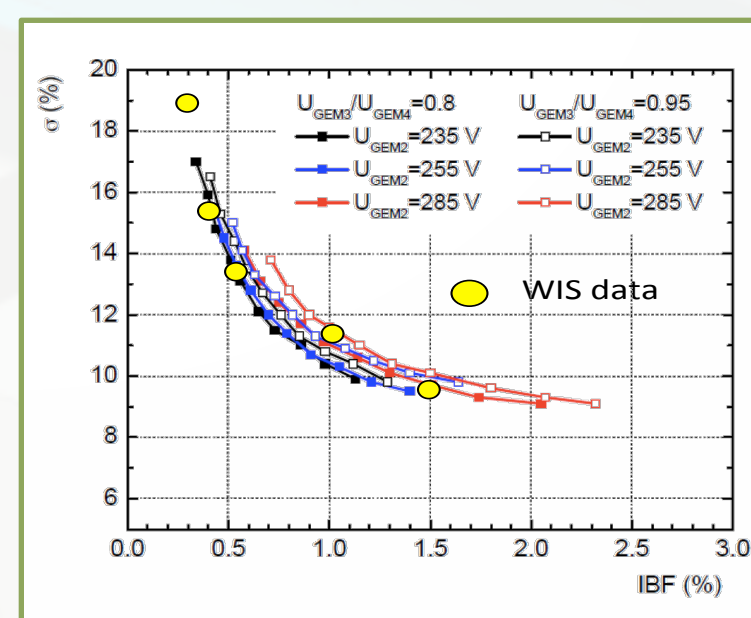 σ (%)
20
18
16
14
12
10
8
6
U_GEM3/U_GEM4=0.8
U_GEM2=235 V
U_GEM2=255 V
U_GEM2=285 V
U_GEM3/U_GEM4=0.95
U_GEM2=235 V
U_GEM2=255 V
U_GEM2=285 V
WIS data
0.0 0.5 1.0 1.5 2.0 2.5 3.0
IBF (%)